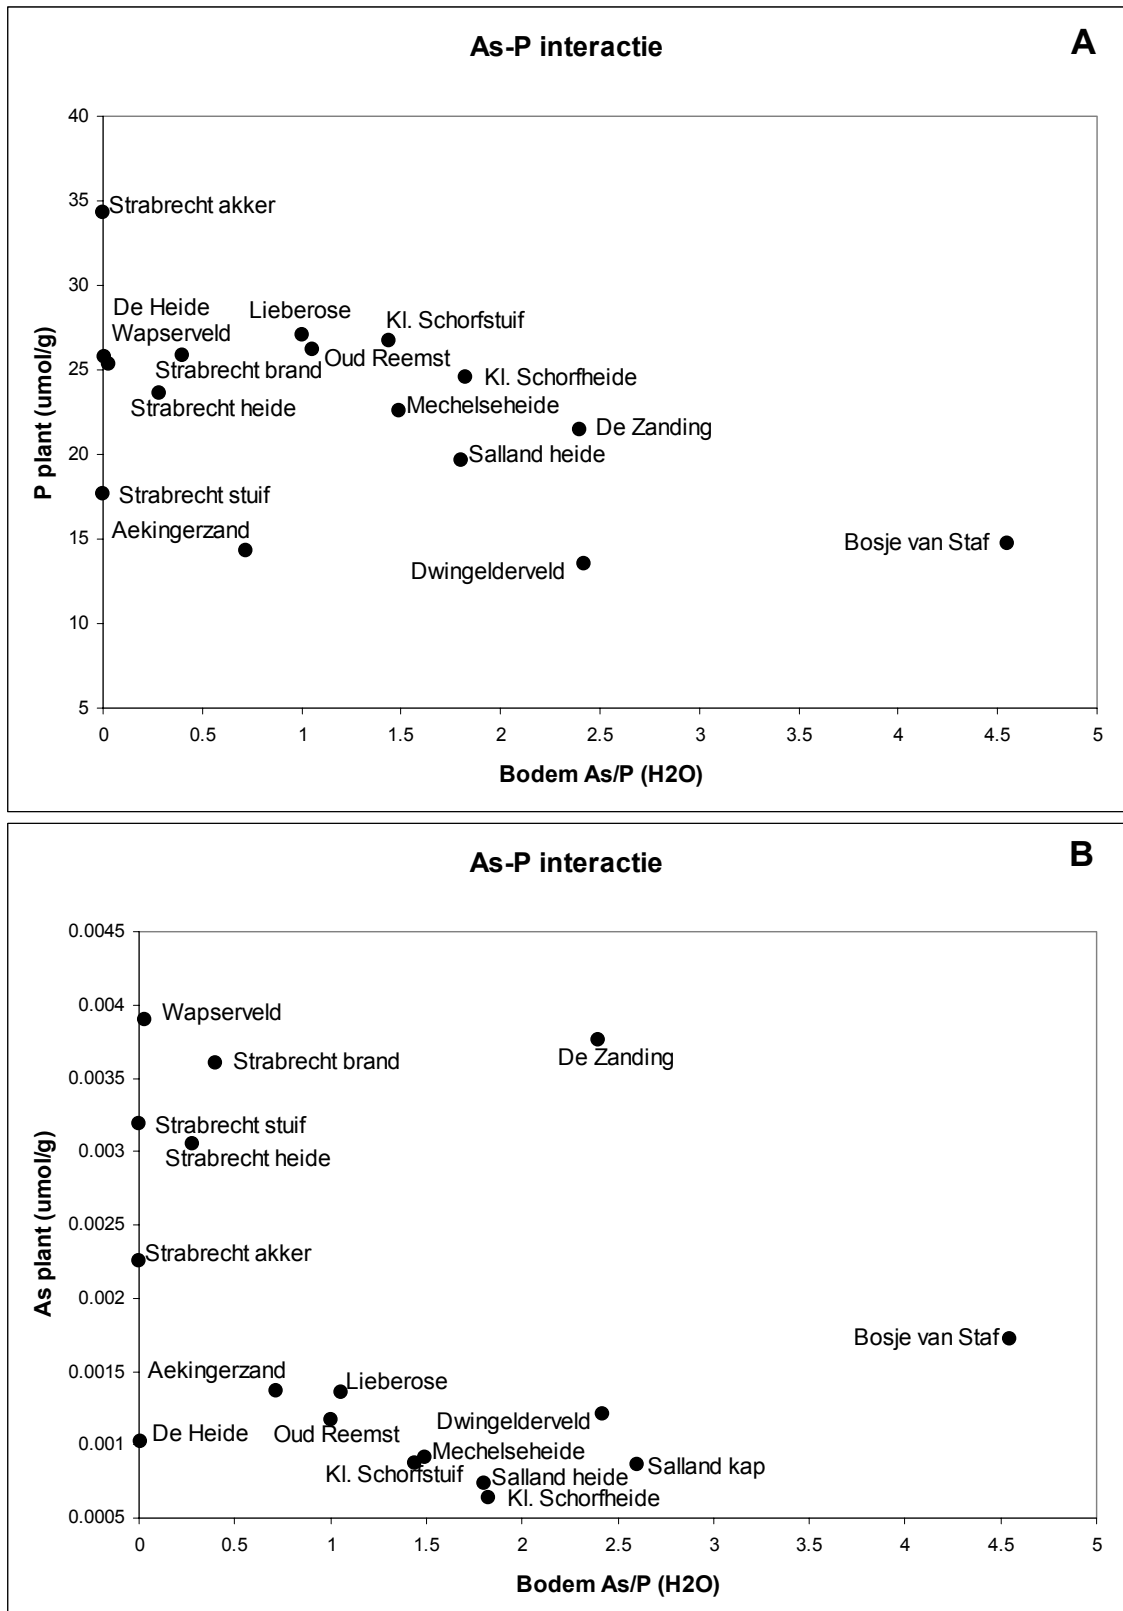 As-P interactie
A
40
35
30
25
20
15
10
5
P plant (umol/g)
Strabrecht akker
De Heide
Wapserveld
Lieberose
Kl. Schorfstuif
Oud Reemst
Strabrecht brand
Kl. Schorfheide
Strabrecht heide
Mechelseheide
De Zanding
Salland heide
Strabrecht stuif
Aekingerzand
Bosje van Staf
Dwingelderveld
0 0.5 1 1.5 2 2.5 3 3.5 4 4.5 5
Bodem As/P (H2O)
As-P interactie
B
0.0045
0.004
0.0035
0.003
0.0025
0.002
0.0015
0.001
0.0005
As plant (umol/g)
Wapserveld
De Zanding
Strabrecht brand
Strabrecht stuif
Strabrecht heide
Strabrecht akker
Bosje van Staf
Aekingerzand
Lieberose
Dwingelderveld
De Heide
Oud Reemst
Mechelseheide
Salland kap
Kl. Schorfstuif
Salland heide
Kl. Schorfheide
0 0.5 1 1.5 2 2.5 3 3.5 4 4.5 5
Bodem As/P (H2O)